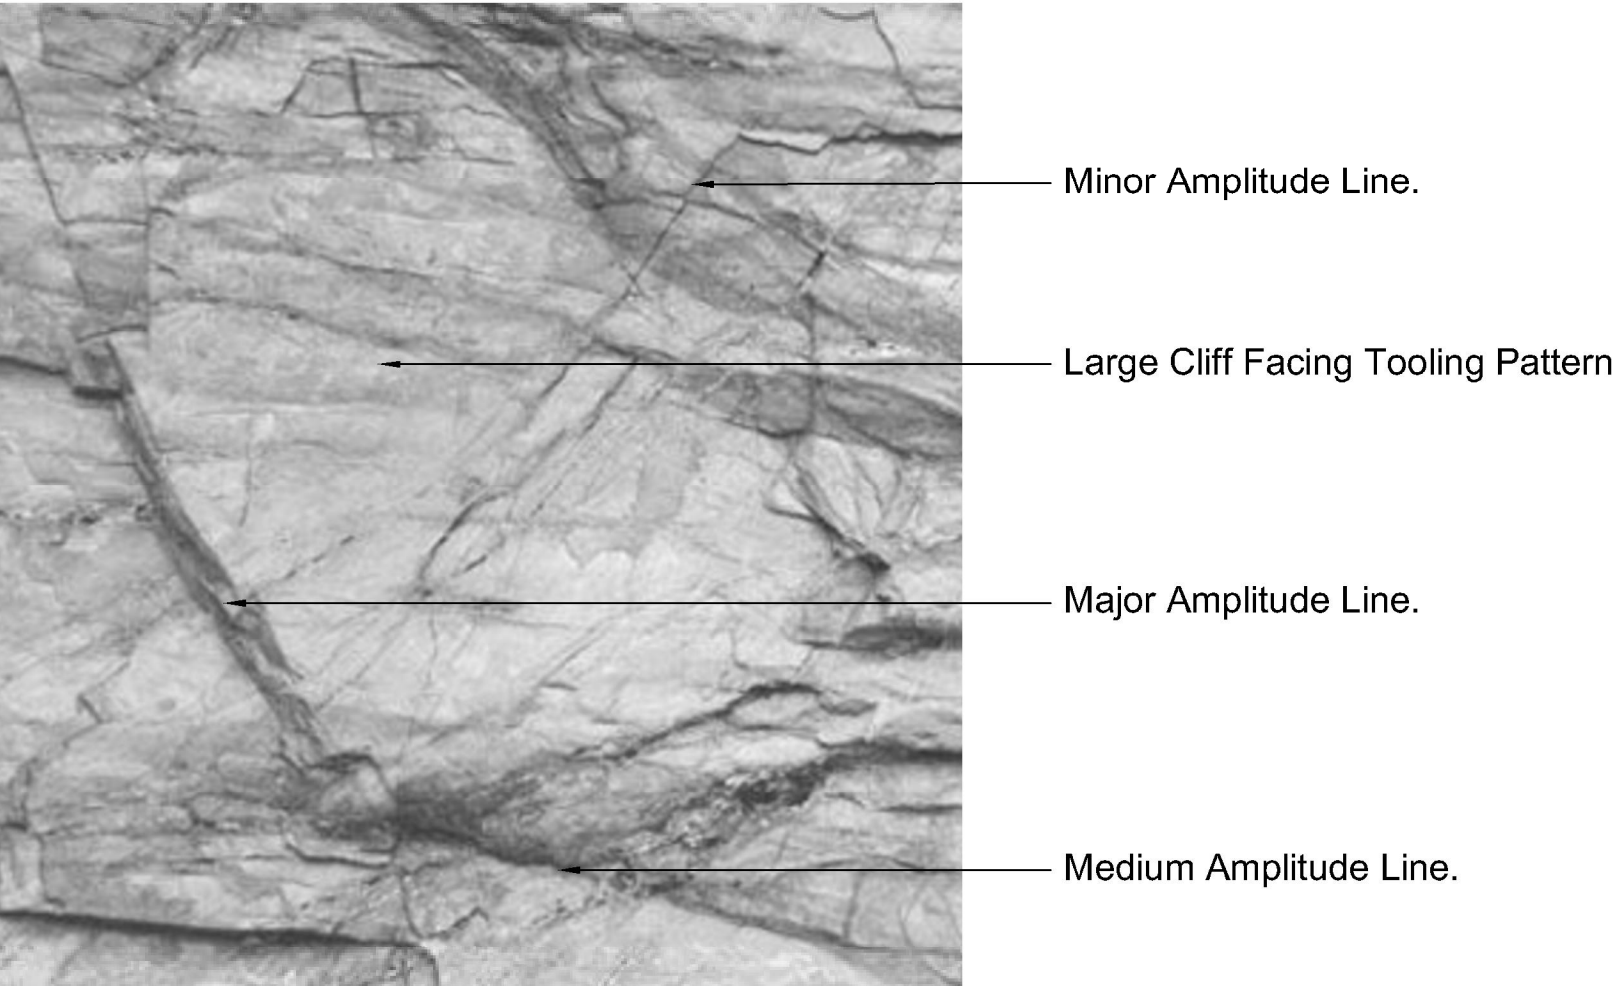 Minor Amplitude Line.
Large Cliff Facing Tooling Pattern
Major Amplitude Line.
Medium Amplitude Line.